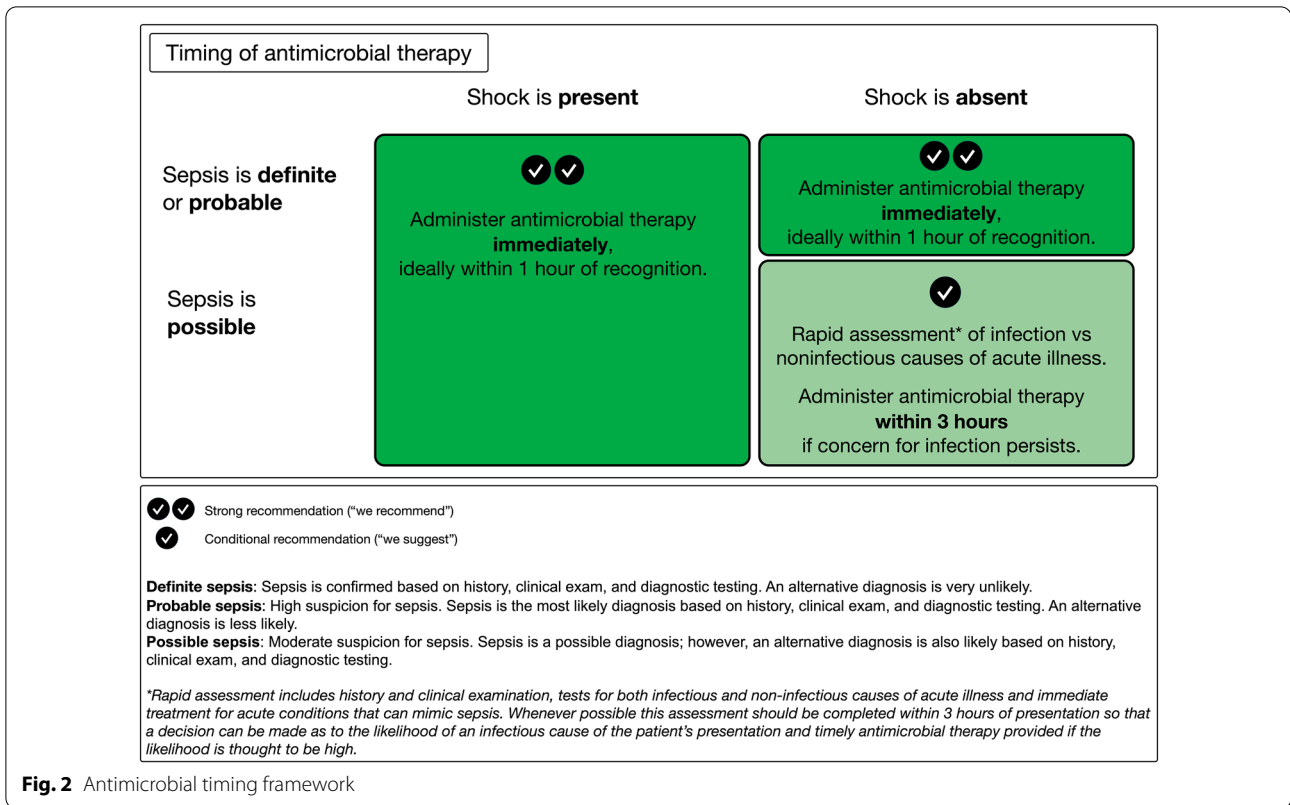 Timing of antimicrobial therapy
Shock is present
Shock is absent
Sepsis is definite
or probable
Administer antimicrobial therapy
immediately,
ideally within 1 hour of recognition.
Administer antimicrobial therapy
immediately,
ideally within 1 hour of recognition.
Sepsis is
possible
Rapid assessment* of infection vs
noninfectious causes of acute illness.
Administer antimicrobial therapy
within 3 hours
if concern for infection persists.
Strong recommendation (“we recommend”)
Conditional recommendation (“we suggest”)
Definite sepsis: Sepsis is confirmed based on history, clinical exam, and diagnostic testing. An alternative diagnosis is very unlikely.
Probable sepsis: High suspicion for sepsis. Sepsis is the most likely diagnosis based on history, clinical exam, and diagnostic testing. An alternative
diagnosis is less likely.
Possible sepsis: Moderate suspicion for sepsis. Sepsis is a possible diagnosis; however, an alternative diagnosis is also likely based on history,
clinical exam, and diagnostic testing.
*Rapid assessment includes history and clinical examination, tests for both infectious and non-infectious causes of acute illness and immediate
treatment for acute conditions that can mimic sepsis. Whenever possible this assessment should be completed within 3 hours of presentation so that
a decision can be made as to the likelihood of an infectious cause of the patient’s presentation and timely antimicrobial therapy provided if the
likelihood is thought to be high.
Fig. 2 Antimicrobial timing framework